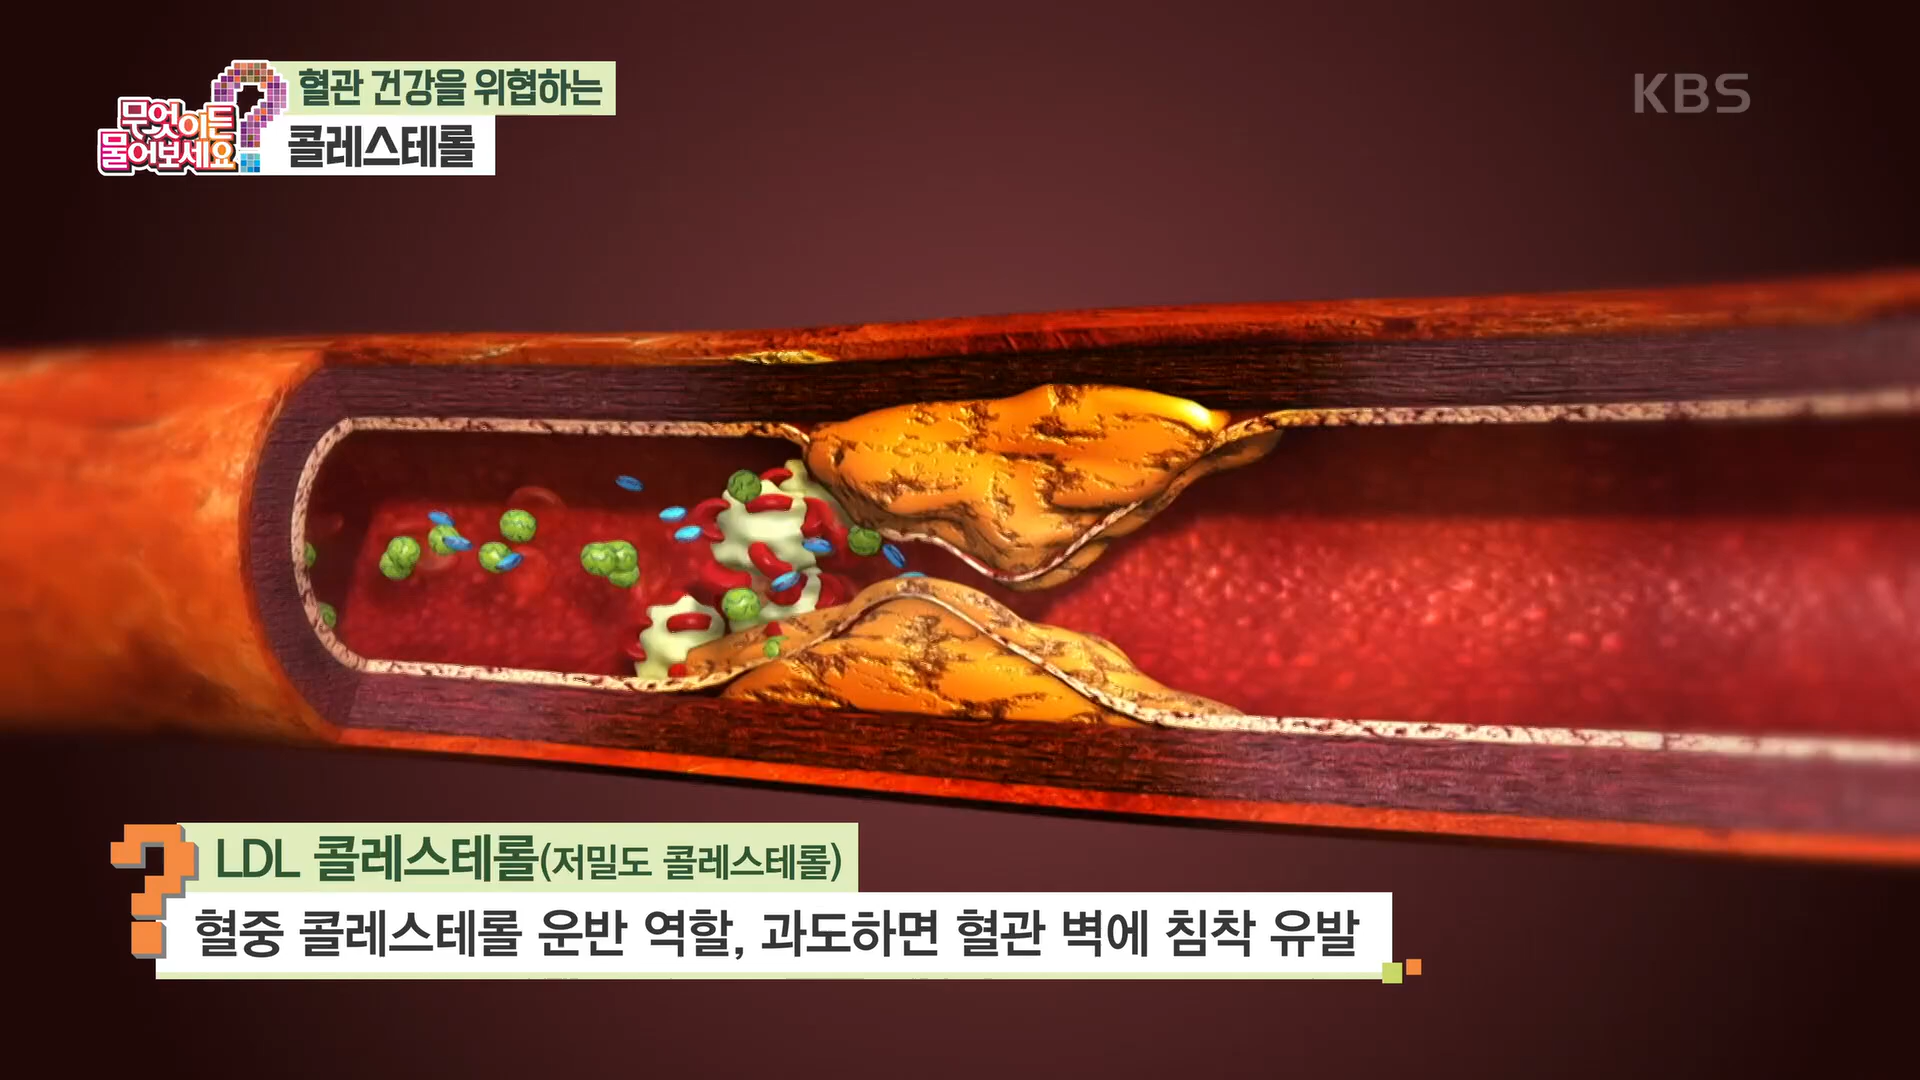 무엇이든
물어보세요
혈관 건강을 위협하는
콜레스테롤
KBS
LDL 콜레스테롤(저밀도 콜레스테롤)
혈중 콜레스테롤 운반 역할, 과도하면 혈관 벽에 침착 유발